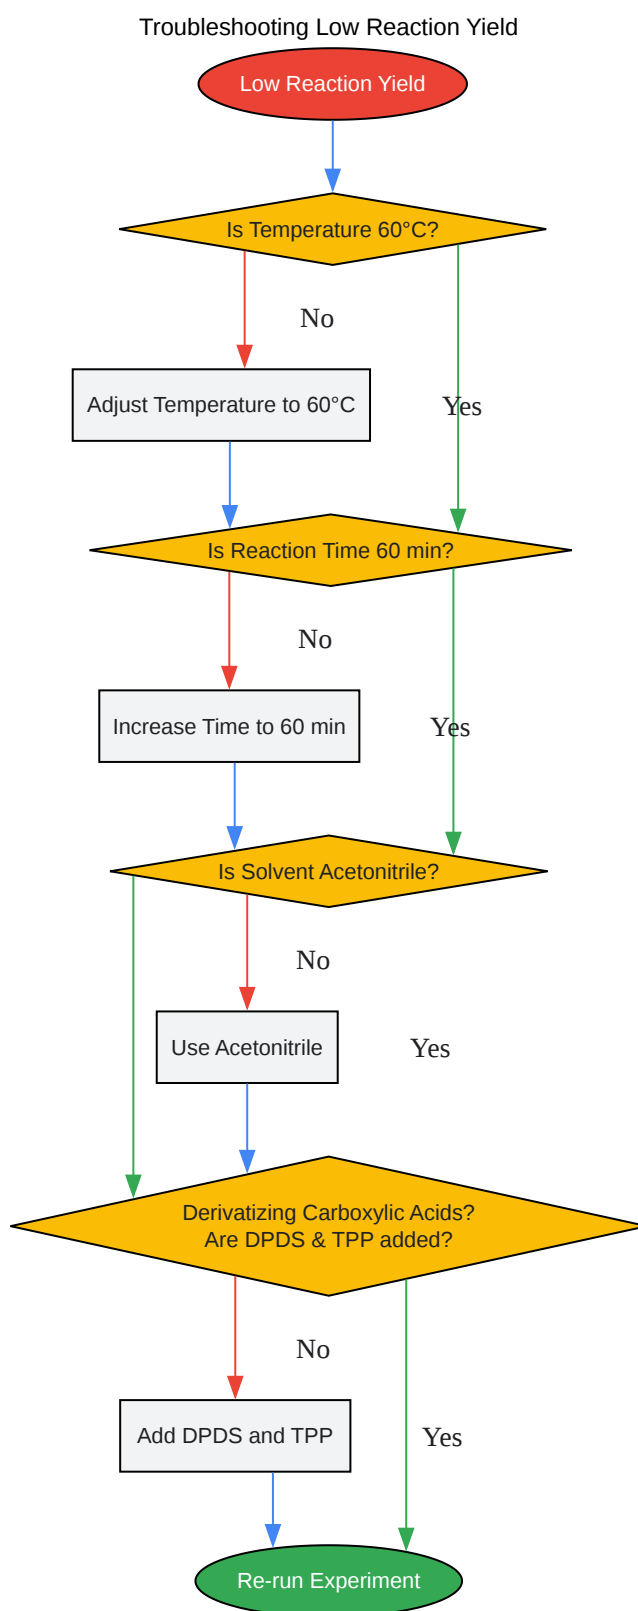 Troubleshooting Low Reaction Yield
Low Reaction Yield
Is Temperature 60°C?
No
Adjust Temperature to 60°C
Yes
Is Reaction Time 60 min?
No
Increase Time to 60 min
Yes
Is Solvent Acetonitrile?
No
Use Acetonitrile
Yes
Derivatizing Carboxylic Acids?
Are DPDS & TPP added?
No
Add DPDS and TPP
Yes
Re-run Experiment